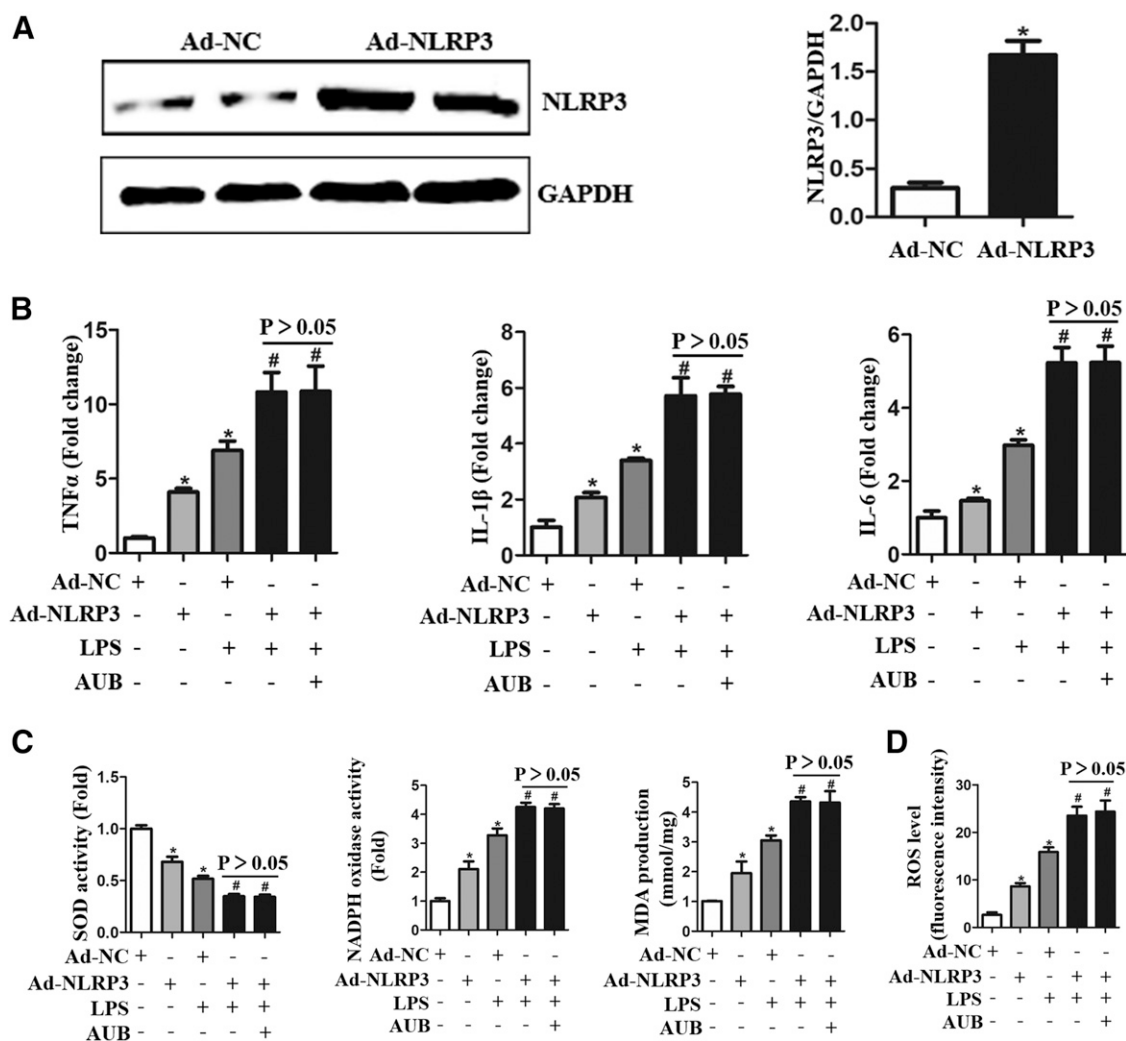 A
Ad-NC Ad-NLRP3
NLRP3
GAPDH
NLRP3/GAPDH
2.0
1.5
1.0
0.5
0.0
*
Ad-NC Ad-NLRP3
B
TNFα (Fold change)
15
10
5
0
P > 0.05
* * # #
Ad-NC + - + - -
Ad-NLRP3 - + - + +
LPS - - + + +
AUB - - - - +
IL-1β (Fold change)
8
6
4
2
0
P > 0.05
* * # #
Ad-NC + - + - -
Ad-NLRP3 - + - + +
LPS - - + + +
AUB - - - - +
IL-6 (Fold change)
6
4
2
0
P > 0.05
* * # #
Ad-NC + - + - -
Ad-NLRP3 - + - + +
LPS - - + + +
AUB - - - - +
C
SOD activity (Fold)
1.5
1.0
0.5
0.0
P > 0.05
* * # #
Ad-NC + - + - -
Ad-NLRP3 - + - + +
LPS - - + + +
AUB - - - - +
NADPH oxidase activity
(Fold)
5
4
3
2
1
0
P > 0.05
* * # #
Ad-NC + - + - -
Ad-NLRP3 - + - + +
LPS - - + + +
AUB - - - - +
MDA production
(mmol/mg)
5
4
3
2
1
0
P > 0.05
* * # #
Ad-NC + - + - -
Ad-NLRP3 - + - + +
LPS - - + + +
AUB - - - - +
D
ROS level
(fluorescence intensity)
30
20
10
0
P > 0.05
* * # #
Ad-NC + - + - -
Ad-NLRP3 - + - + +
LPS - - + + +
AUB - - - - +